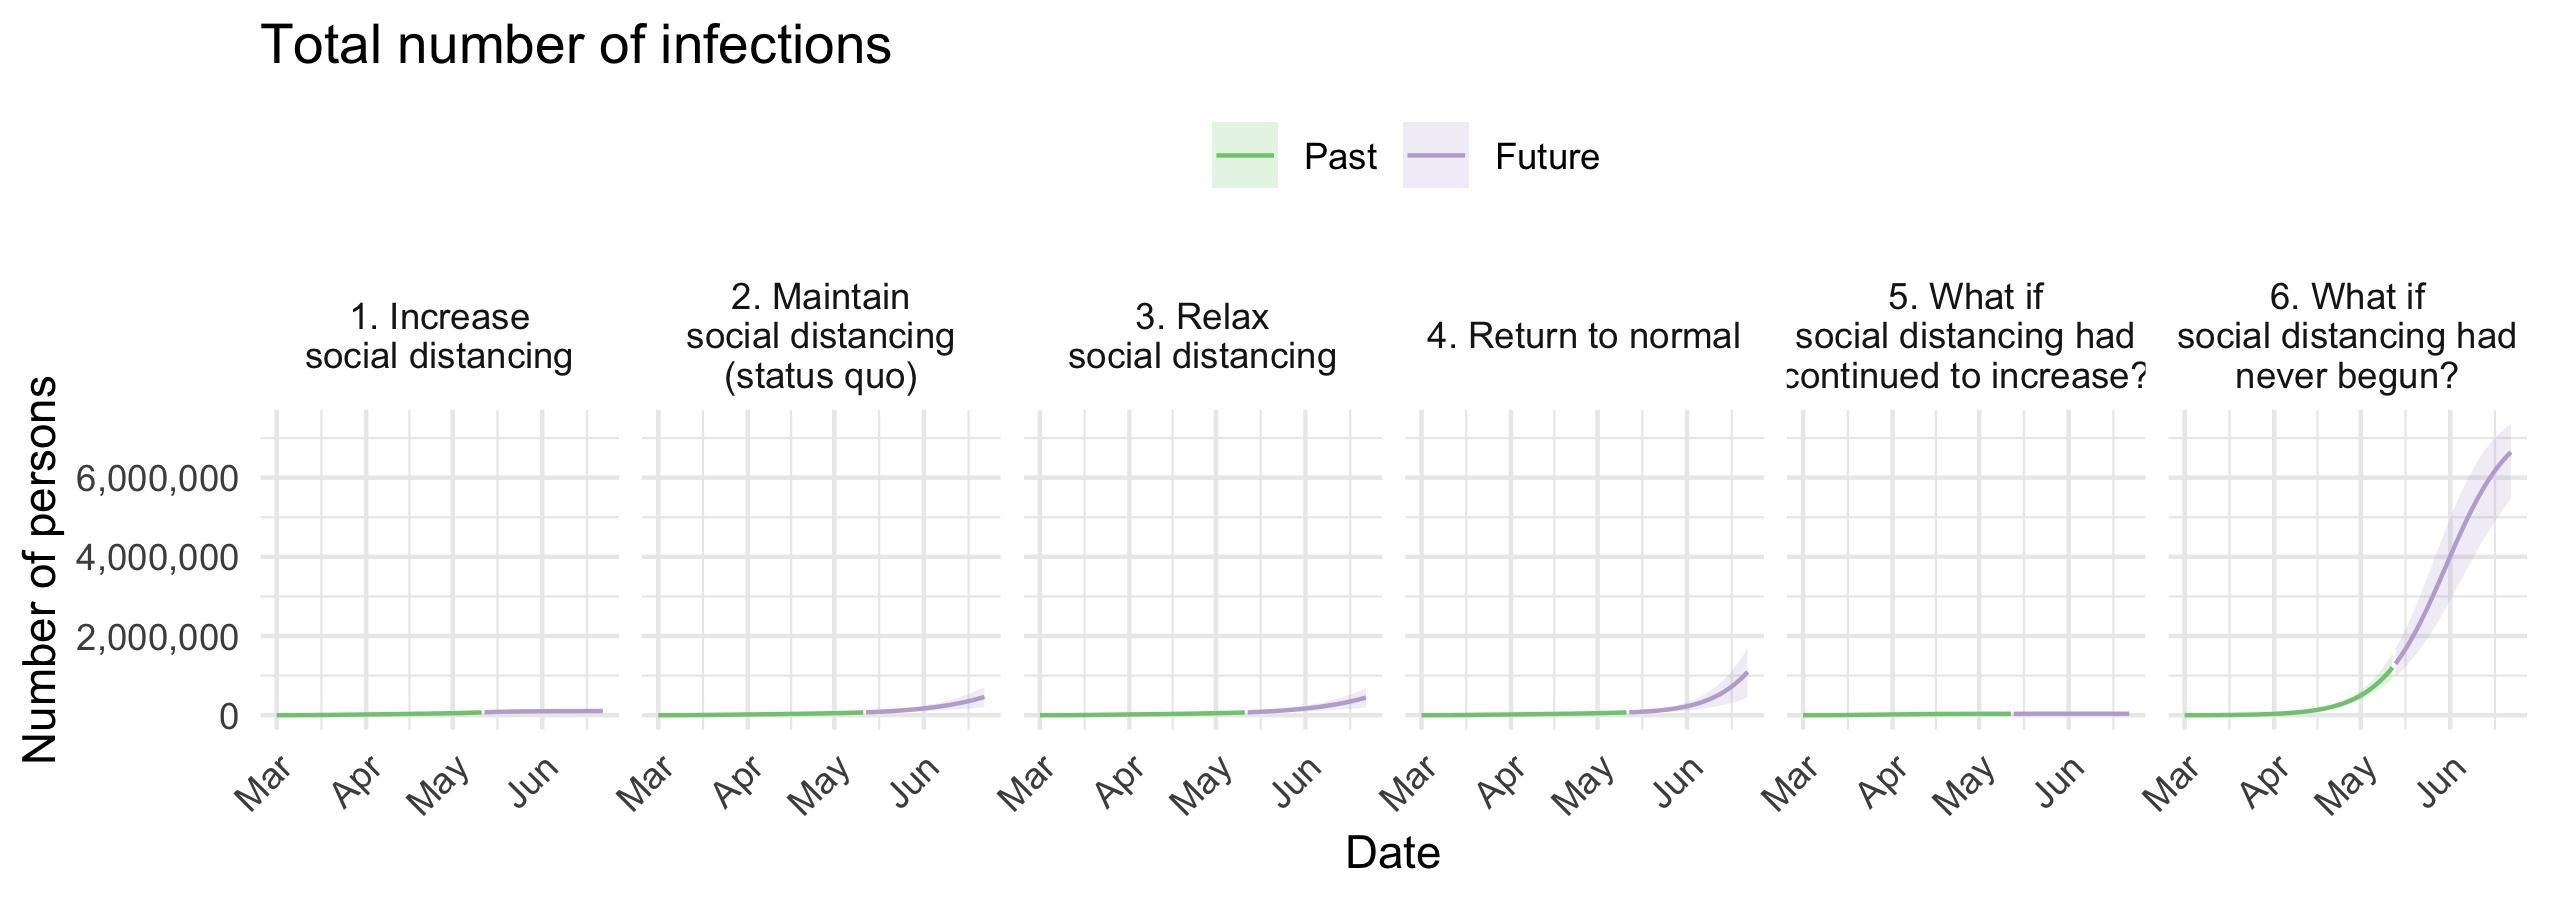 Total number of infections
Past
Future
1. Increase
social distancing
2. Maintain
social distancing
(status quo)
3. Relax
social distancing
4. Return to normal
5. What if
social distancing had
continued to increase?
6. What if
social distancing had
never begun?
Number of persons
6,000,000
4,000,000
2,000,000
0
Mar Apr May Jun
Mar Apr May Jun
Mar Apr May Jun
Mar Apr May Jun
Mar Apr May Jun
Mar Apr May Jun
Date